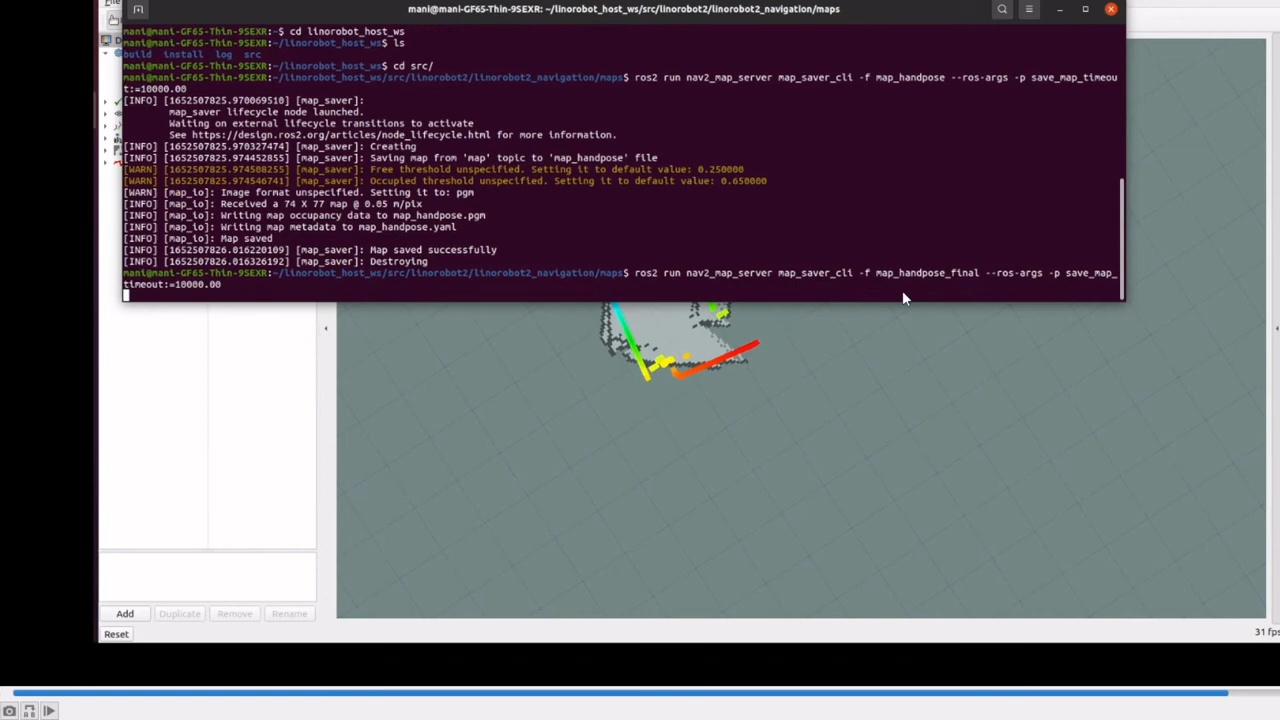 mani@mani-GF65-Thin-9SEXR: ~/linorobot_host_ws/src/linorobot2/linorobot2_navigation/maps
mani@mani-GF65-Thin-9SEXR:~$ cd linorobot_host_ws
mani@mani-GF65-Thin-9SEXR:~/linorobot_host_ws$ ls
build install log src
mani@mani-GF65-Thin-9SEXR:~/linorobot_host_ws$ cd src/
mani@mani-GF65-Thin-9SEXR:~/linorobot_host_ws/src/linorobot2/linorobot2_navigation/maps$ ros2 run nav2_map_server map_saver_cli -f map_handpose --ros-args -p save_map_timeou
t:=10000.00
[INFO] [1652507825.970069510] [map_saver]:
map_saver lifecycle node launched.
Waiting on external lifecycle transitions to activate
See https://design.ros2.org/articles/node_lifecycle.html for more information.
[INFO] [1652507825.970327474] [map_saver]: Creating
[INFO] [1652507825.974452855] [map_saver]: Saving map from 'map' topic to 'map_handpose' file
[WARN] [1652507825.974508255] [map_saver]: Free threshold unspecified. Setting it to default value: 0.250000
[WARN] [1652507825.974546741] [map_saver]: Occupied threshold unspecified. Setting it to default value: 0.650000
[WARN] [map_io]: Image format unspecified. Setting it to: pgm
[INFO] [map_io]: Received a 74 X 77 map @ 0.05 m/pix
[INFO] [map_io]: Writing map occupancy data to map_handpose.pgm
[INFO] [map_io]: Writing map metadata to map_handpose.yaml
[INFO] [map_io]: Map saved
[INFO] [1652507826.016220109] [map_saver]: Map saved successfully
[INFO] [1652507826.016326192] [map_saver]: Destroying
mani@mani-GF65-Thin-9SEXR:~/linorobot_host_ws/src/linorobot2/linorobot2_navigation/maps$ ros2 run nav2_map_server map_saver_cli -f map_handpose_final --ros-args -p save_map_
timeout:=10000.00
Add Duplicate Remove Rename
Reset
31 fps